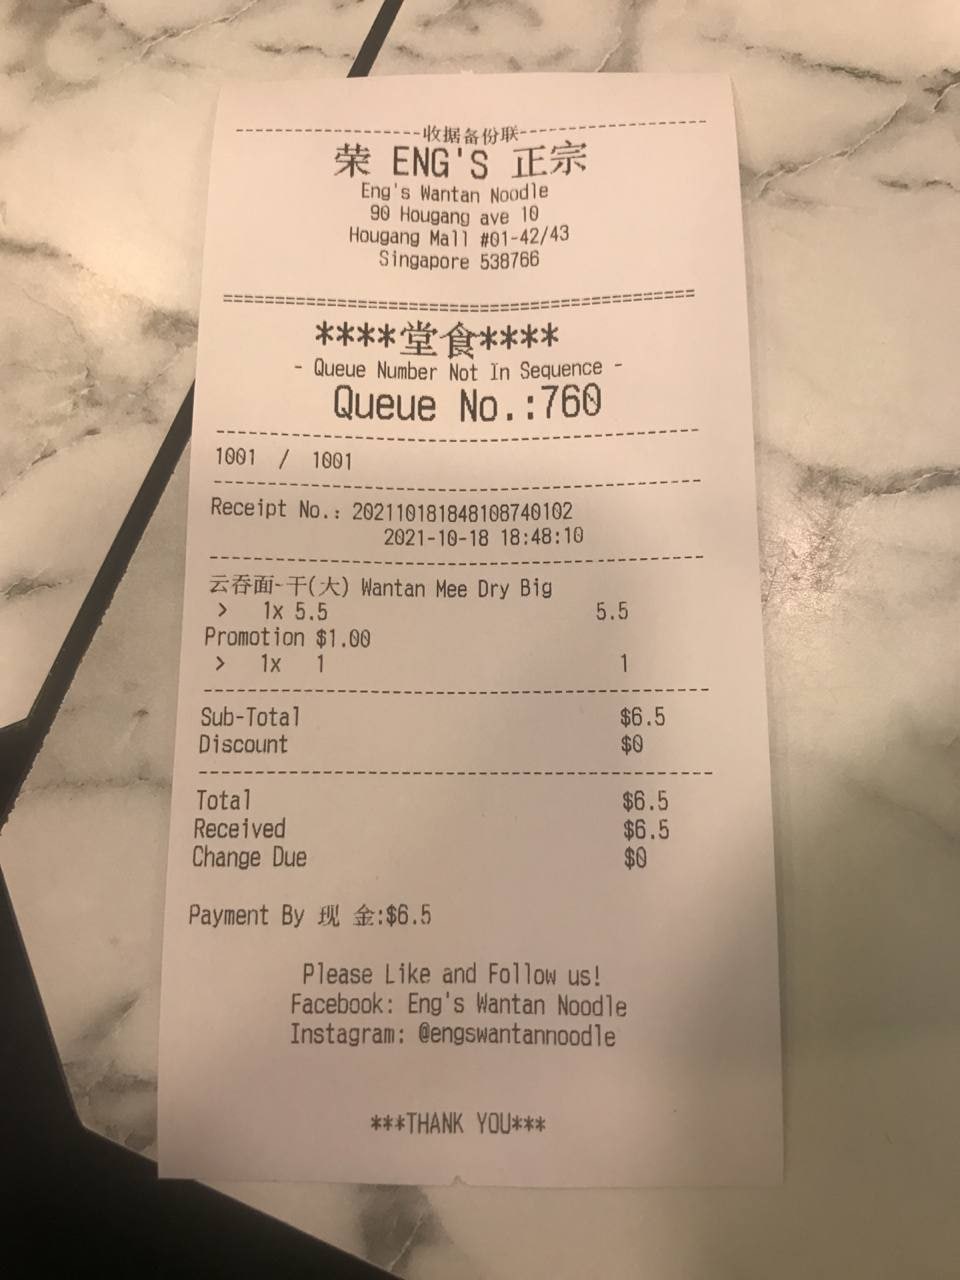 ------------------收据备份联------------------
荣 ENG'S 正宗
Eng's Wantan Noodle
90 Hougang ave 10
Hougang Mall #01-42/43
Singapore 538766
================================================
****堂食****
- Queue Number Not In Sequence -
Queue No.:760
------------------------------------------------
1001 / 1001
------------------------------------------------
Receipt No.: 202110181848108740102
2021-10-18 18:48:10
------------------------------------------------
云吞面-干(大) Wantan Mee Dry Big
> 1x 5.5 5.5
Promotion $1.00
> 1x 1 1
------------------------------------------------
Sub-Total $6.5
Discount $0
------------------------------------------------
Total $6.5
Received $6.5
Change Due $0
Payment By 现 金:$6.5
Please Like and Follow us!
Facebook: Eng's Wantan Noodle
Instagram: @engswantannoodle
***THANK YOU***